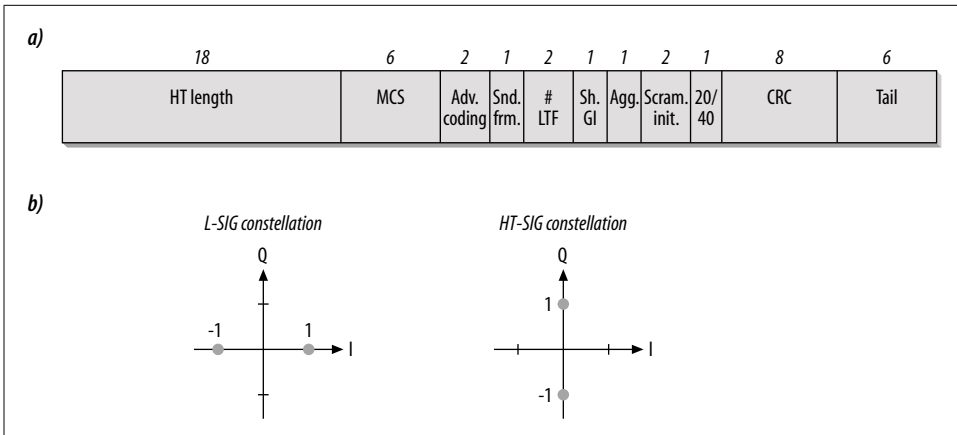 a)
18 6 2 1 2 1 1 2 1 8 6
HT length MCS Adv. coding Snd. frm. # LTF Sh. GI Agg. Scram. init. 20/ 40 CRC Tail
b)
L-SIG constellation HT-SIG constellation
Q Q
1
-1 1
I I
-1